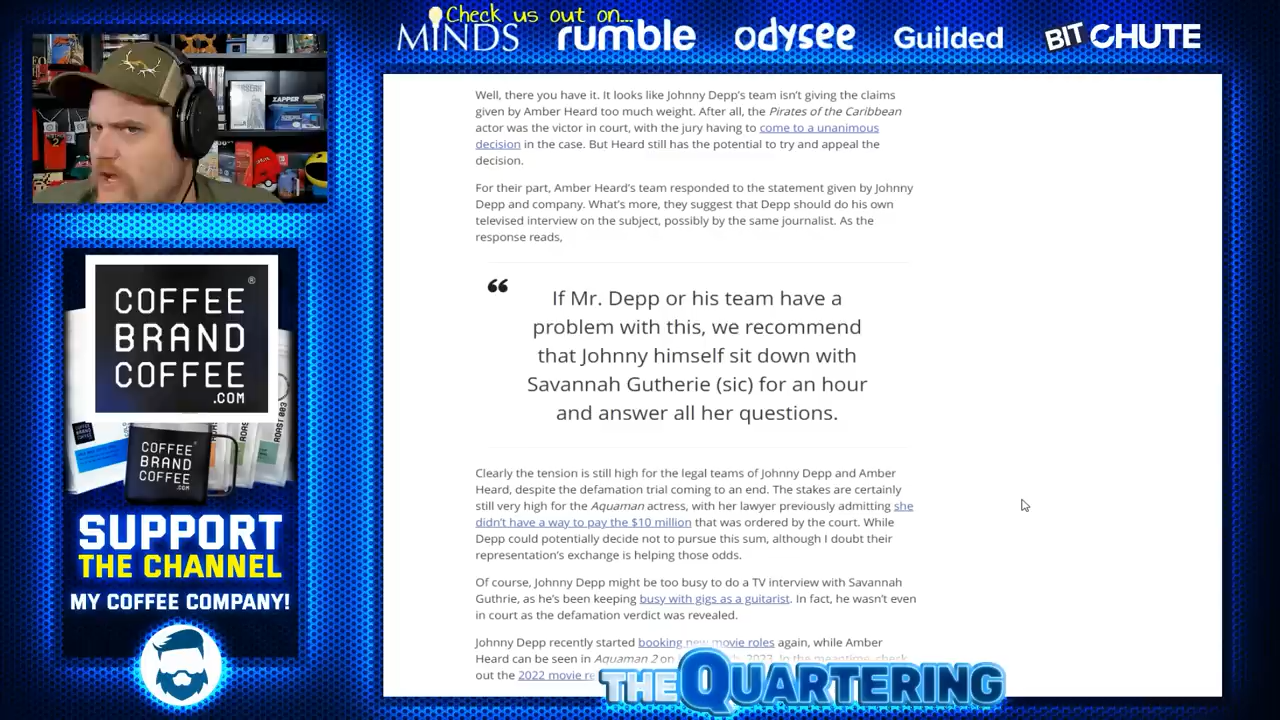 Check us out on...
MINDS rumble odysee Guilded BITCHUTE
ZAPPER
COFFEE
BRAND
COFFEE
.COM
®
COFFEE
BRAND
COFFEE
.COM
SUPPORT
THE CHANNEL
MY COFFEE COMPANY!
Well, there you have it. It looks like Johnny Depp's team isn't giving the claims
given by Amber Heard too much weight. After all, the Pirates of the Caribbean
actor was the victor in court, with the jury having to come to a unanimous
decision in the case. But Heard still has the potential to try and appeal the
decision.
For their part, Amber Heard's team responded to the statement given by Johnny
Depp and company. What's more, they suggest that Depp should do his own
televised interview on the subject, possibly by the same journalist. As the
response reads,
“ If Mr. Depp or his team have a
problem with this, we recommend
that Johnny himself sit down with
Savannah Gutherie (sic) for an hour
and answer all her questions.
Clearly the tension is still high for the legal teams of Johnny Depp and Amber
Heard, despite the defamation trial coming to an end. The stakes are certainly
still very high for the Aquaman actress, with her lawyer previously admitting she
didn't have a way to pay the $10 million that was ordered by the court. While
Depp could potentially decide not to pursue this sum, although I doubt their
representation's exchange is helping those odds.
Of course, Johnny Depp might be too busy to do a TV interview with Savannah
Guthrie, as he's been keeping busy with gigs as a guitarist. In fact, he wasn't even
in court as the defamation verdict was revealed.
Johnny Depp recently started booking new movie roles again, while Amber
Heard can be seen in Aquaman 2 on 2023. In the meantime, check
out the 2022 movie
THE QUARTERING